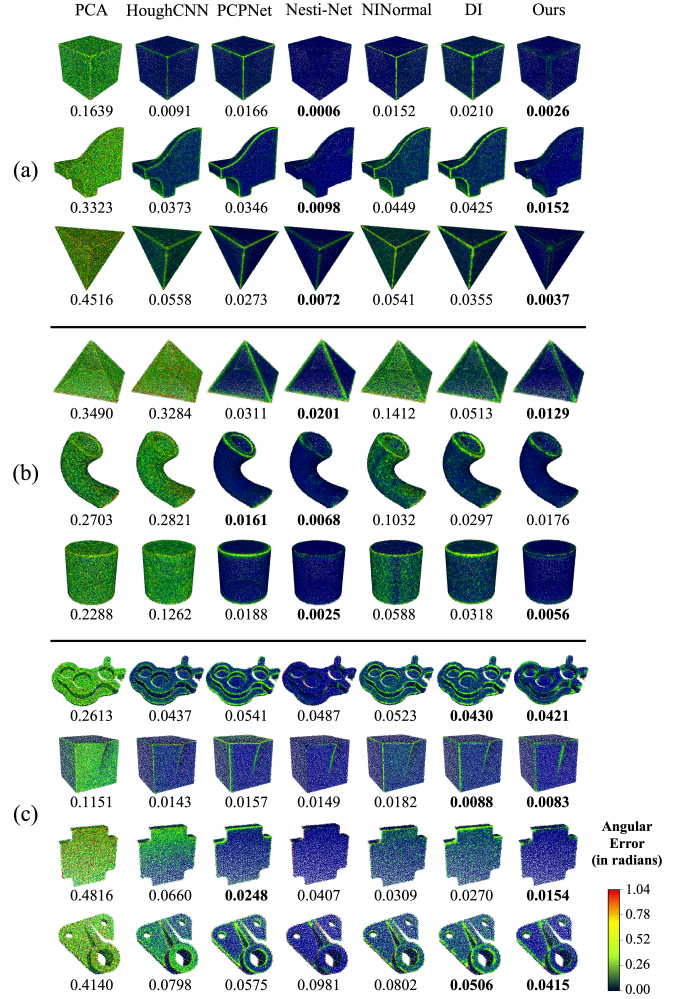 PCA HoughCNN PCPNet Nesti-Net NINormal DI Ours
0.1639 0.0091 0.0166 0.0006 0.0152 0.0210 0.0026
(a)
0.3323 0.0373 0.0346 0.0098 0.0449 0.0425 0.0152
0.4516 0.0558 0.0273 0.0072 0.0541 0.0355 0.0037
0.3490 0.3284 0.0311 0.0201 0.1412 0.0513 0.0129
(b)
0.2703 0.2821 0.0161 0.0068 0.1032 0.0297 0.0176
0.2288 0.1262 0.0188 0.0025 0.0588 0.0318 0.0056
0.2613 0.0437 0.0541 0.0487 0.0523 0.0430 0.0421
0.1151 0.0143 0.0157 0.0149 0.0182 0.0088 0.0083
(c)
0.4816 0.0660 0.0248 0.0407 0.0309 0.0270 0.0154
0.4140 0.0798 0.0575 0.0981 0.0802 0.0506 0.0415
Angular
Error
(in radians)
1.04
0.78
0.52
0.26
0.00